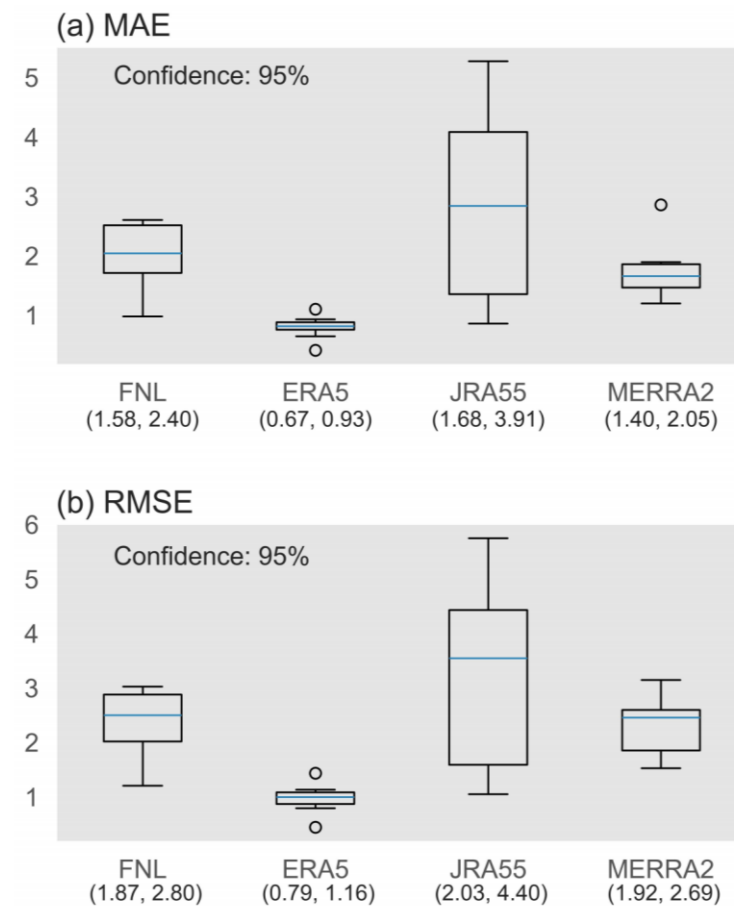 (a) MAE
Confidence: 95%
5
4
3
2
1
FNL ERA5 JRA55 MERRA2
(1.58, 2.40) (0.67, 0.93) (1.68, 3.91) (1.40, 2.05)
(b) RMSE
6
Confidence: 95%
5
4
3
2
1
FNL ERA5 JRA55 MERRA2
(1.87, 2.80) (0.79, 1.16) (2.03, 4.40) (1.92, 2.69)